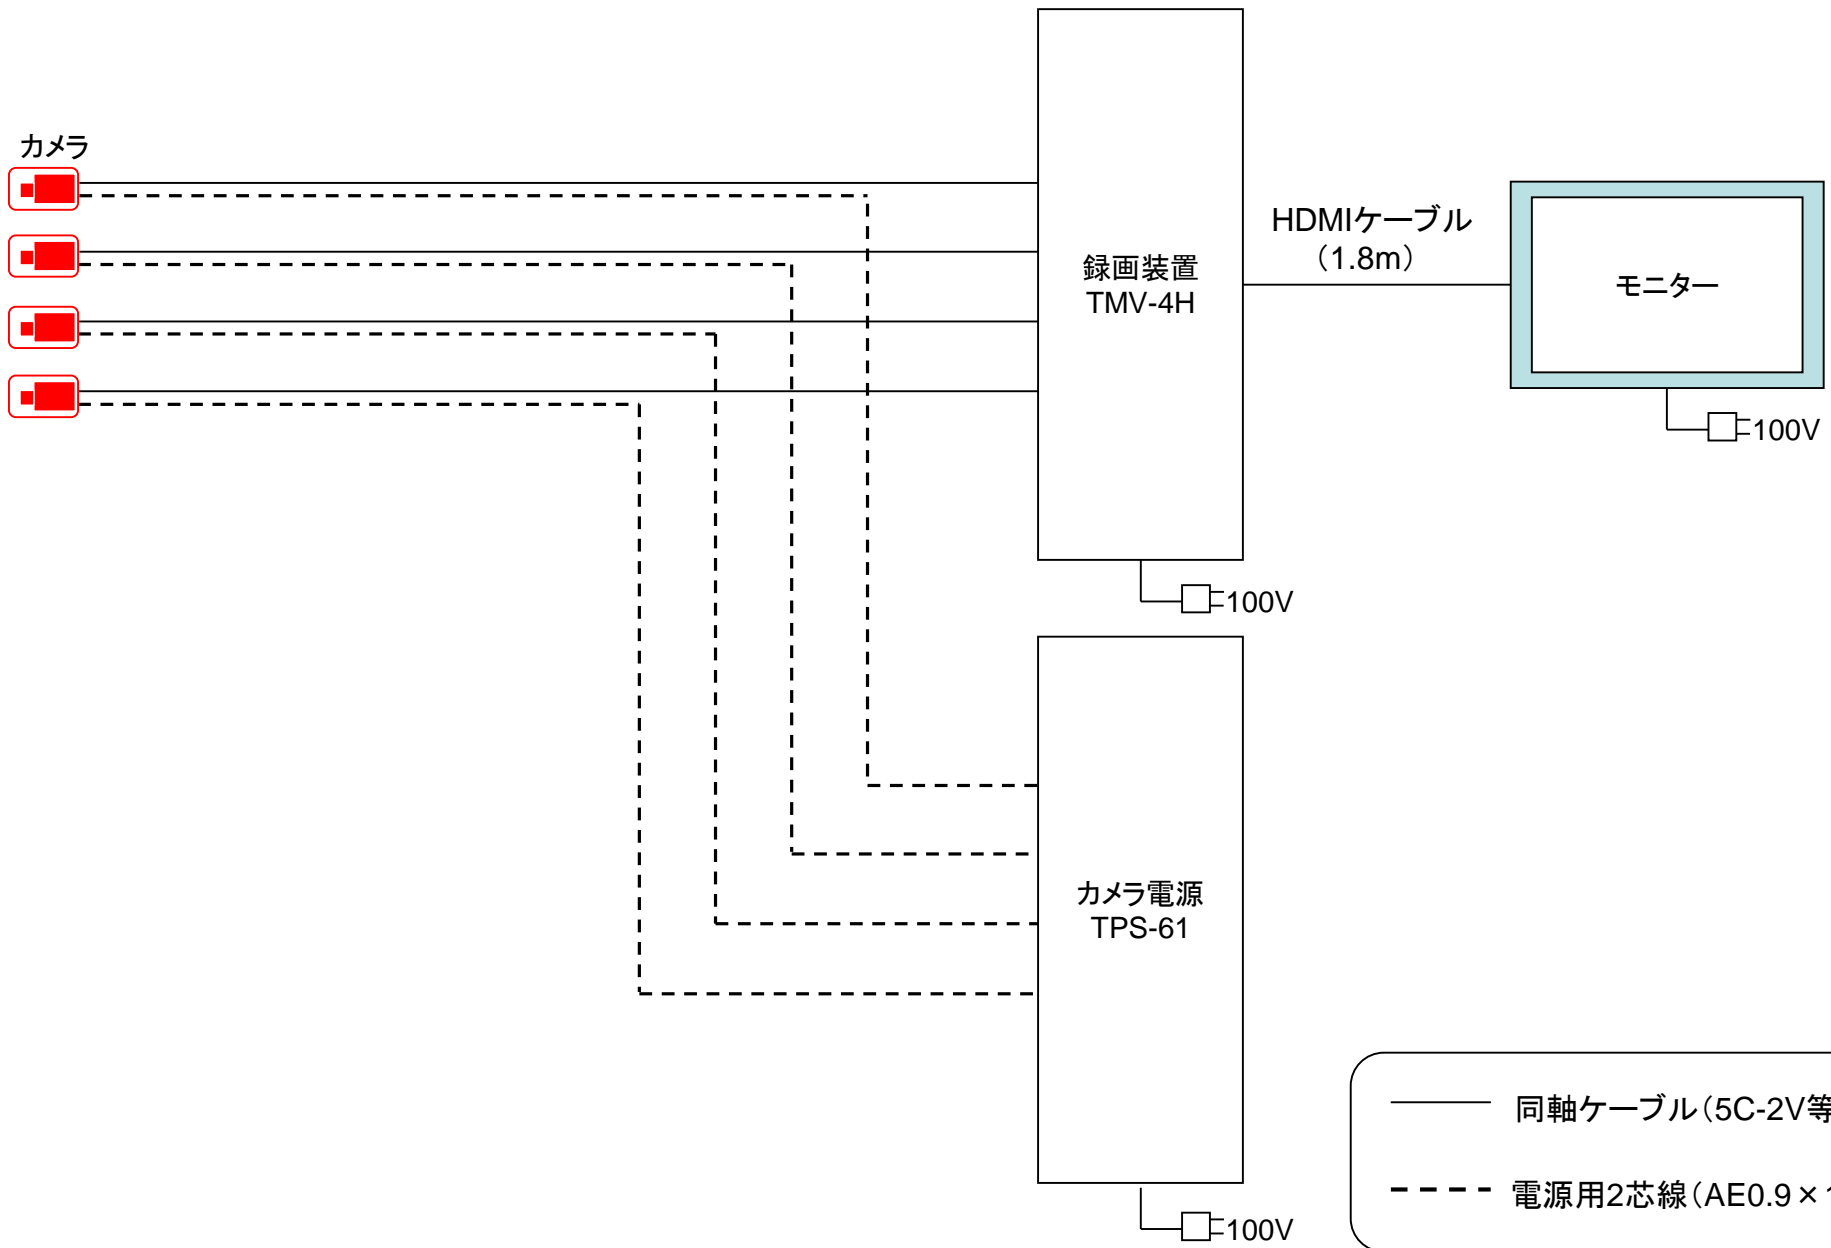 カメラ
HDMIケーブル
（1.8m）
録画装置
TMV-4H
モニター
100V
100V
カメラ電源
TPS-61
同軸ケーブル（5C-2V等
電源用2芯線（AE0.9×
100V